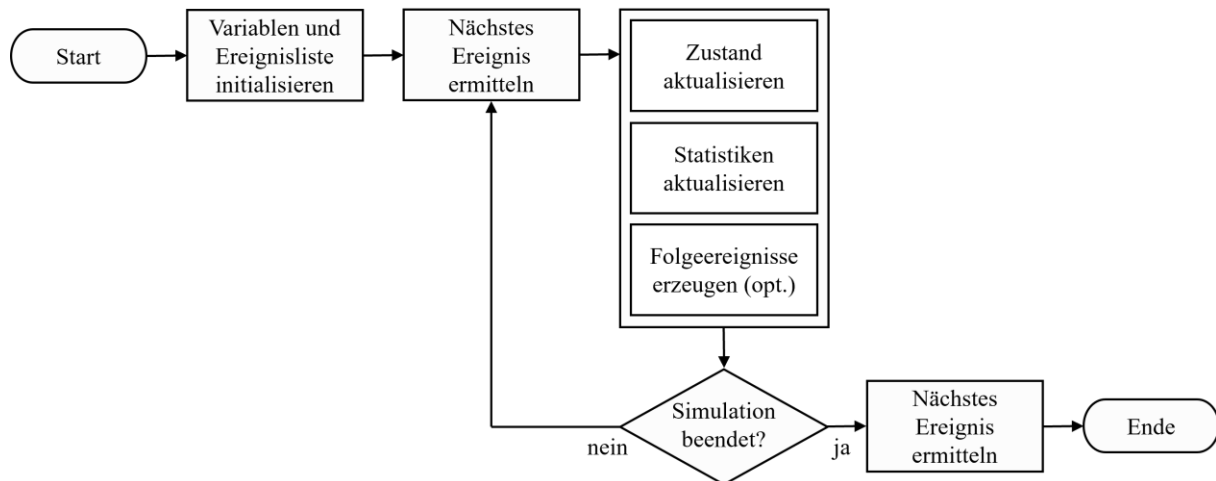 Start
Variablen und
Ereignisliste
initialisieren
Nächstes
Ereignis
ermitteln
Zustand
aktualisieren
Statistiken
aktualisieren
Folgeereignisse
erzeugen (opt.)
Simulation
beendet?
nein
ja
Nächstes
Ereignis
ermitteln
Ende